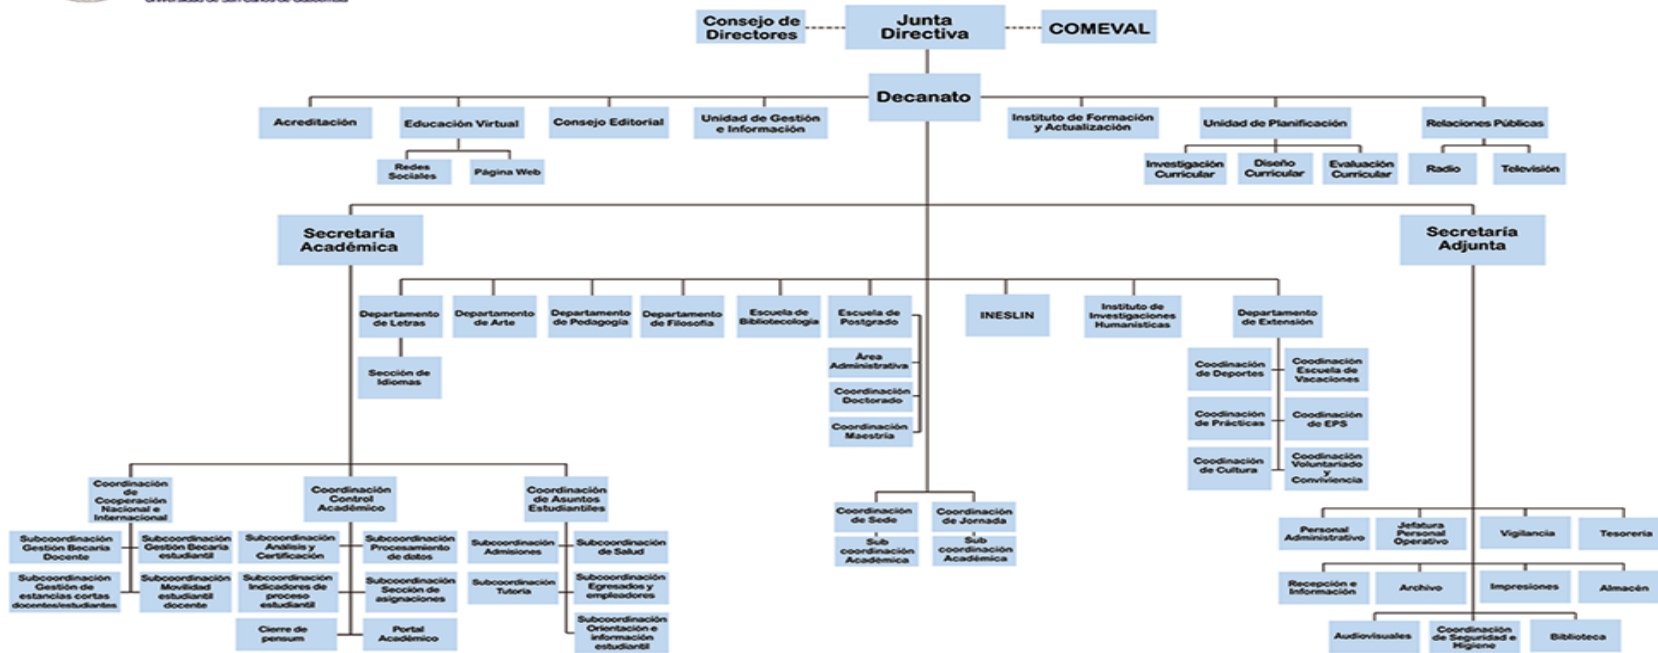 Universidad de San Carlos de Guatemala
Consejo de
Directores
Junta
Directiva
COMEVAL
Decanato
Acreditación
Educación Virtual
Consejo Editorial
Unidad de Gestión
e Información
Instituto de Formación
y Actualización
Unidad de Planificación
Relaciones Públicas
Redes
Sociales
Página Web
Investigación
Curricular
Diseño
Curricular
Evaluación
Curricular
Radio
Televisión
Secretaría
Académica
Secretaría
Adjunta
Departamento
de Letras
Departamento
de Arte
Departamento
de Pedagogía
Departamento
de Filosofía
Escuela de
Bibliotecología
Escuela de
Postgrado
INESLIN
Instituto de
Investigaciones
Humanísticas
Departamento
de Extensión
Sección de
Idiomas
Área
Administrativa
Coordinación
Doctorado
Coordinación
Maestría
Coodinación
de Deportes
Coodinación
Escuela de
Vacaciones
Coodinación
de Prácticas
Coodinación
de EPS
Coodinación
de Cultura
Coodinación
Voluntariado
y
Conviviencia
Coordinación
de
Cooperación
Nacional e
Internacional
Coordinación
Control
Académico
Coordinación
de Asuntos
Estudiantiles
Subcoordinación
Gestión Becaria
Docente
Subcoordinación
Gestión Becaria
estudiantil
Subcoordinación
Gestión de
estancias cortas
docentes/estudiantes
Subcoordinación
Movilidad
estudiantil
docente
Subcoordinación
Análisis y
Certificación
Subcoordinación
Procesamiento
de datos
Subcoordinación
Indicadores de
proceso
estudiantil
Subcoordinación
Sección de
asignaciones
Cierre de
pensum
Portal
Académico
Subcoordinación
Admisiones
Subcoordinación
de Salud
Subcoordinación
Tutoría
Subcoordinación
Egresados y
empleadores
Subcoordinación
Orientación e
información
estudiantil
Coordinación
de Sede
Coordinación
de Jornada
Sub
coordinación
Académica
Sub
coordinación
Académica
Personal
Administrativo
Jefatura
Personal
Operativo
Vigilancia
Tesorería
Recepción e
Información
Archivo
Impresiones
Almacén
Audiovisuales
Coordinación
de Seguridad e
Higiene
Biblioteca